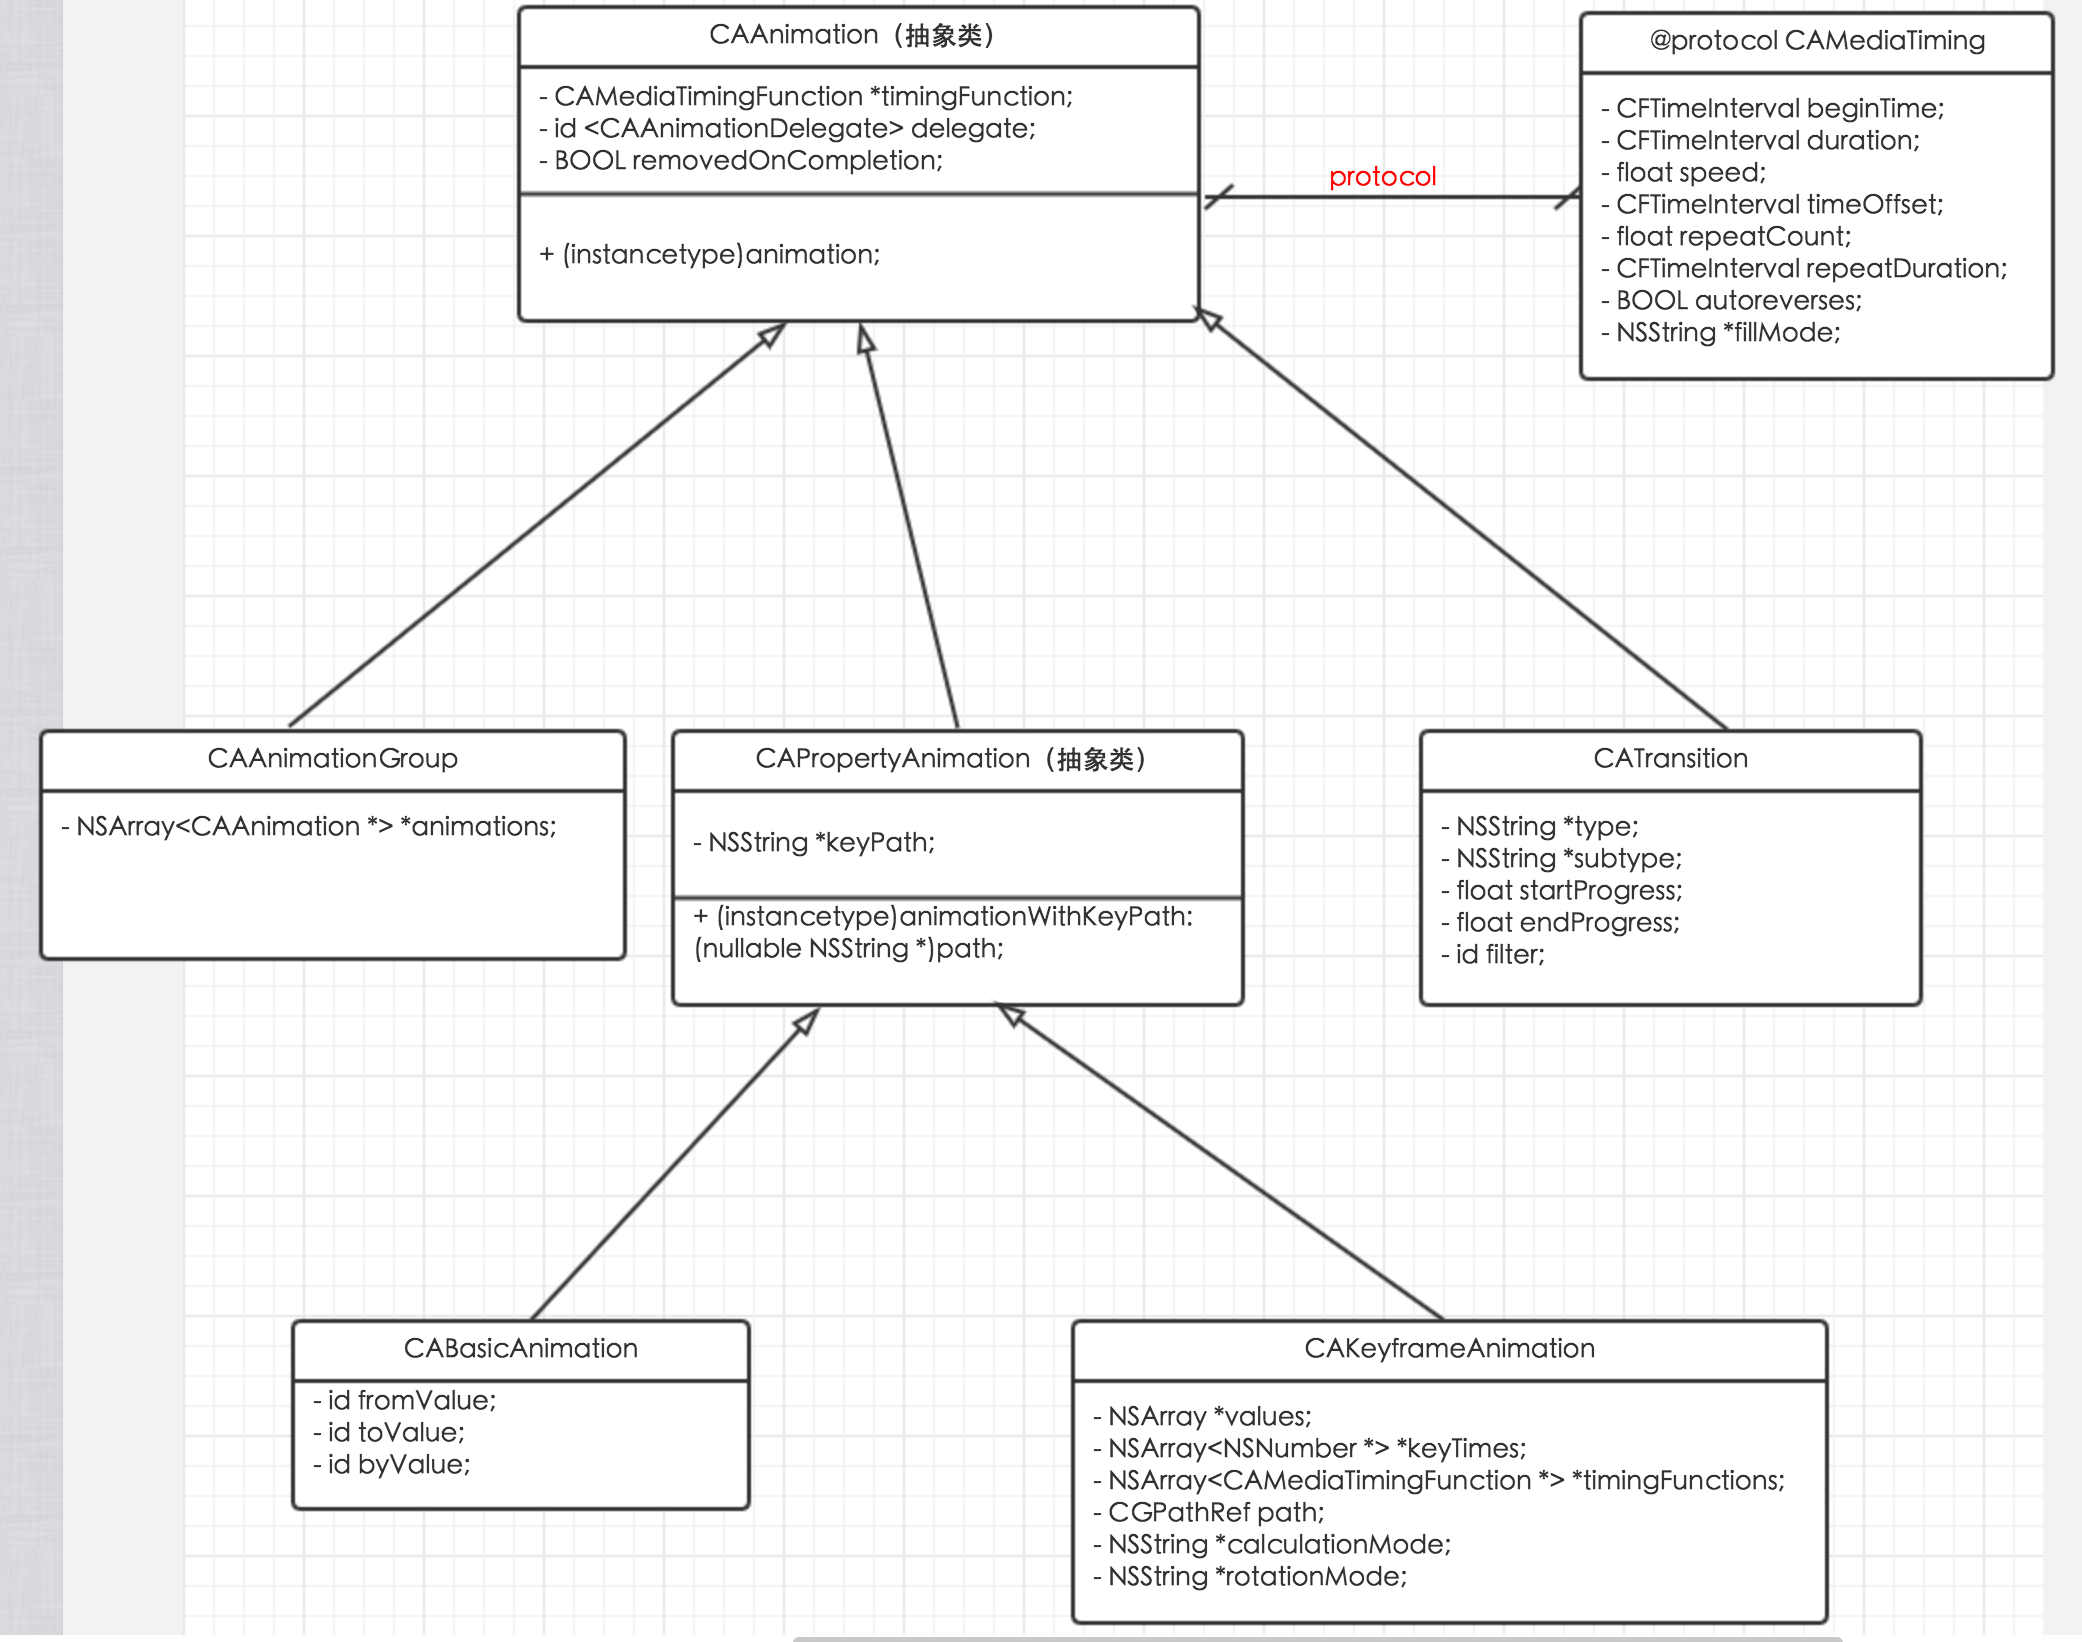 CAAnimation（抽象类）
- CAMediaTimingFunction *timingFunction;
- id <CAAnimationDelegate> delegate;
- BOOL removedOnCompletion;
+ (instancetype)animation;
protocol
@protocol CAMediaTiming
- CFTimeInterval beginTime;
- CFTimeInterval duration;
- float speed;
- CFTimeInterval timeOffset;
- float repeatCount;
- CFTimeInterval repeatDuration;
- BOOL autoreverses;
- NSString *fillMode;
CAAnimationGroup
- NSArray<CAAnimation *> *animations;
CAPropertyAnimation（抽象类）
- NSString *keyPath;
+ (instancetype)animationWithKeyPath:
(nullable NSString *)path;
CATransition
- NSString *type;
- NSString *subtype;
- float startProgress;
- float endProgress;
- id filter;
CABasicAnimation
- id fromValue;
- id toValue;
- id byValue;
CAKeyframeAnimation
- NSArray *values;
- NSArray<NSNumber *> *keyTimes;
- NSArray<CAMediaTimingFunction *> *timingFunctions;
- CGPathRef path;
- NSString *calculationMode;
- NSString *rotationMode;